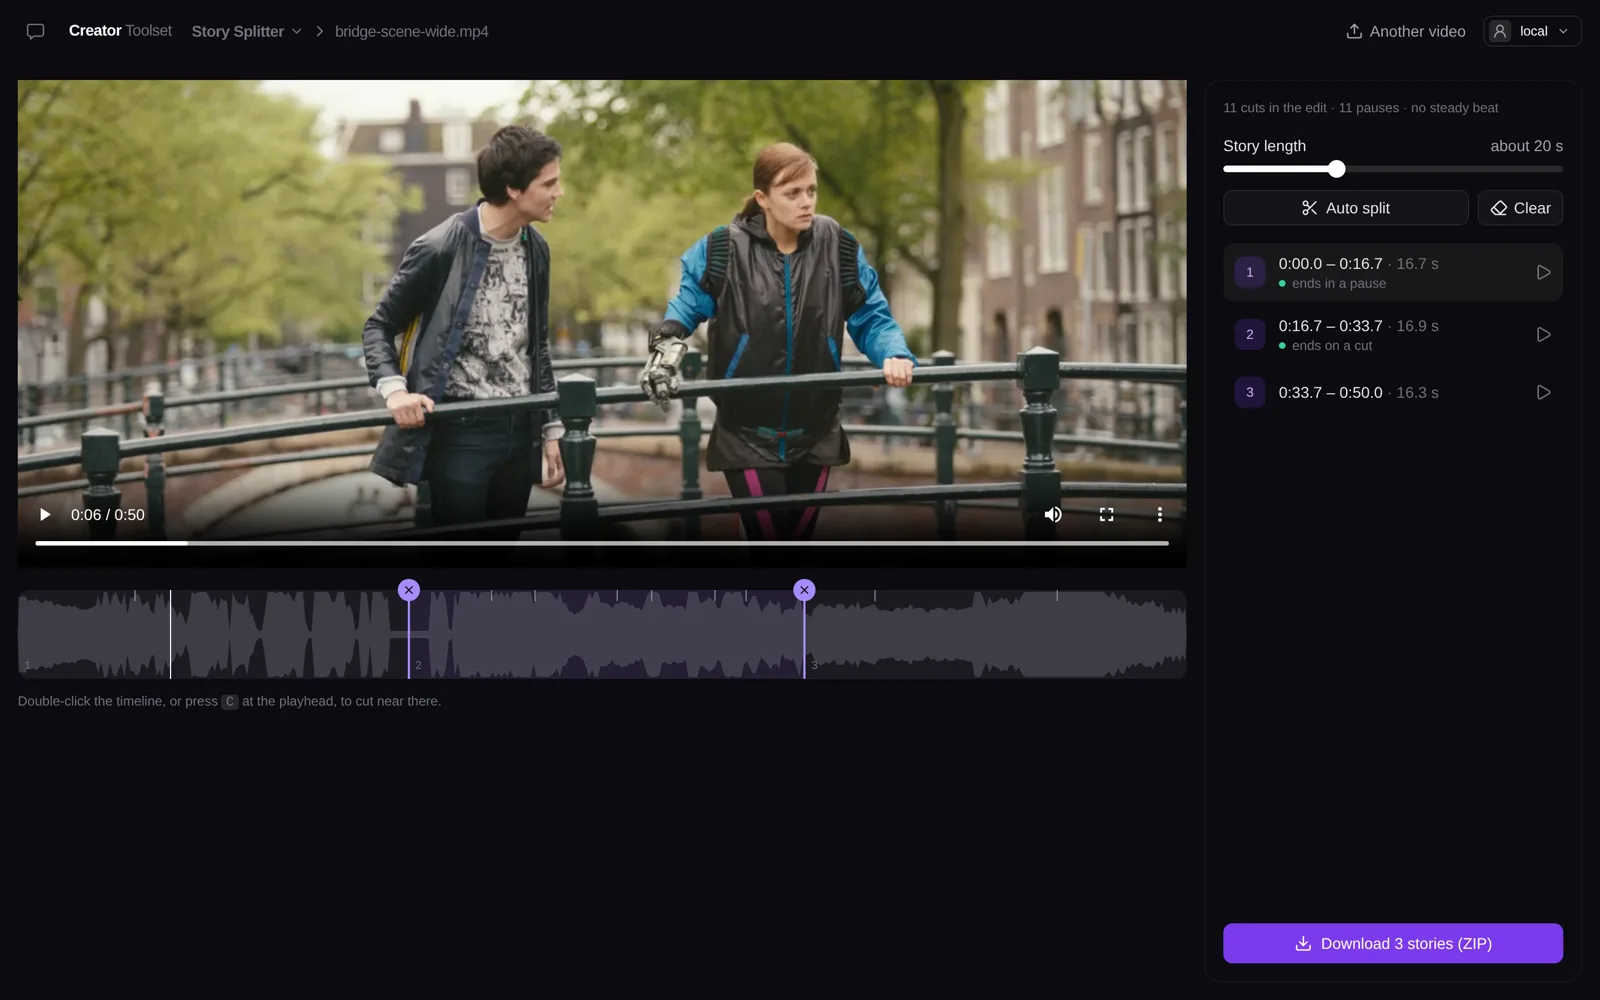 Creator Toolset
Story Splitter
bridge-scene-wide.mp4
Another video
local
11 cuts in the edit · 11 pauses · no steady beat
Story length
about 20 s
Auto split
Clear
1
0:00.0 – 0:16.7 · 16.7 s
ends in a pause
2
0:16.7 – 0:33.7 · 16.9 s
ends on a cut
3
0:33.7 – 0:50.0 · 16.3 s
0:06 / 0:50
1
2
3
Double-click the timeline, or press C at the playhead, to cut near there.
Download 3 stories (ZIP)